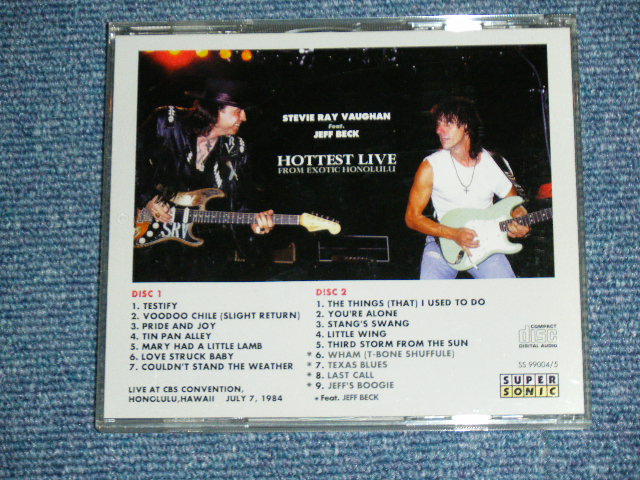 STEVIE RAY VAUGHAN
Feat.
JEFF BECK
HOTTEST LIVE
FROM EXOTIC HONOLULU
SRV
DISC 1
1. TESTIFY
2. VOODOO CHILE (SLIGHT RETURN)
3. PRIDE AND JOY
4. TIN PAN ALLEY
5. MARY HAD A LITTLE LAMB
6. LOVE STRUCK BABY
7. COULDN'T STAND THE WEATHER
LIVE AT CBS CONVENTION,
HONOLULU,HAWAII JULY 7, 1984
DISC 2
1. THE THINGS (THAT) I USED TO DO
2. YOU'RE ALONE
3. STANG'S SWANG
4. LITTLE WING
5. THIRD STORM FROM THE SUN
* 6. WHAM (T-BONE SHUFFULE)
* 7. TEXAS BLUES
* 8. LAST CALL
* 9. JEFF'S BOOGIE
* Feat. JEFF BECK
COMPACT
disc
DIGITAL AUDIO
SS 99004/5
SUPER
SONIC